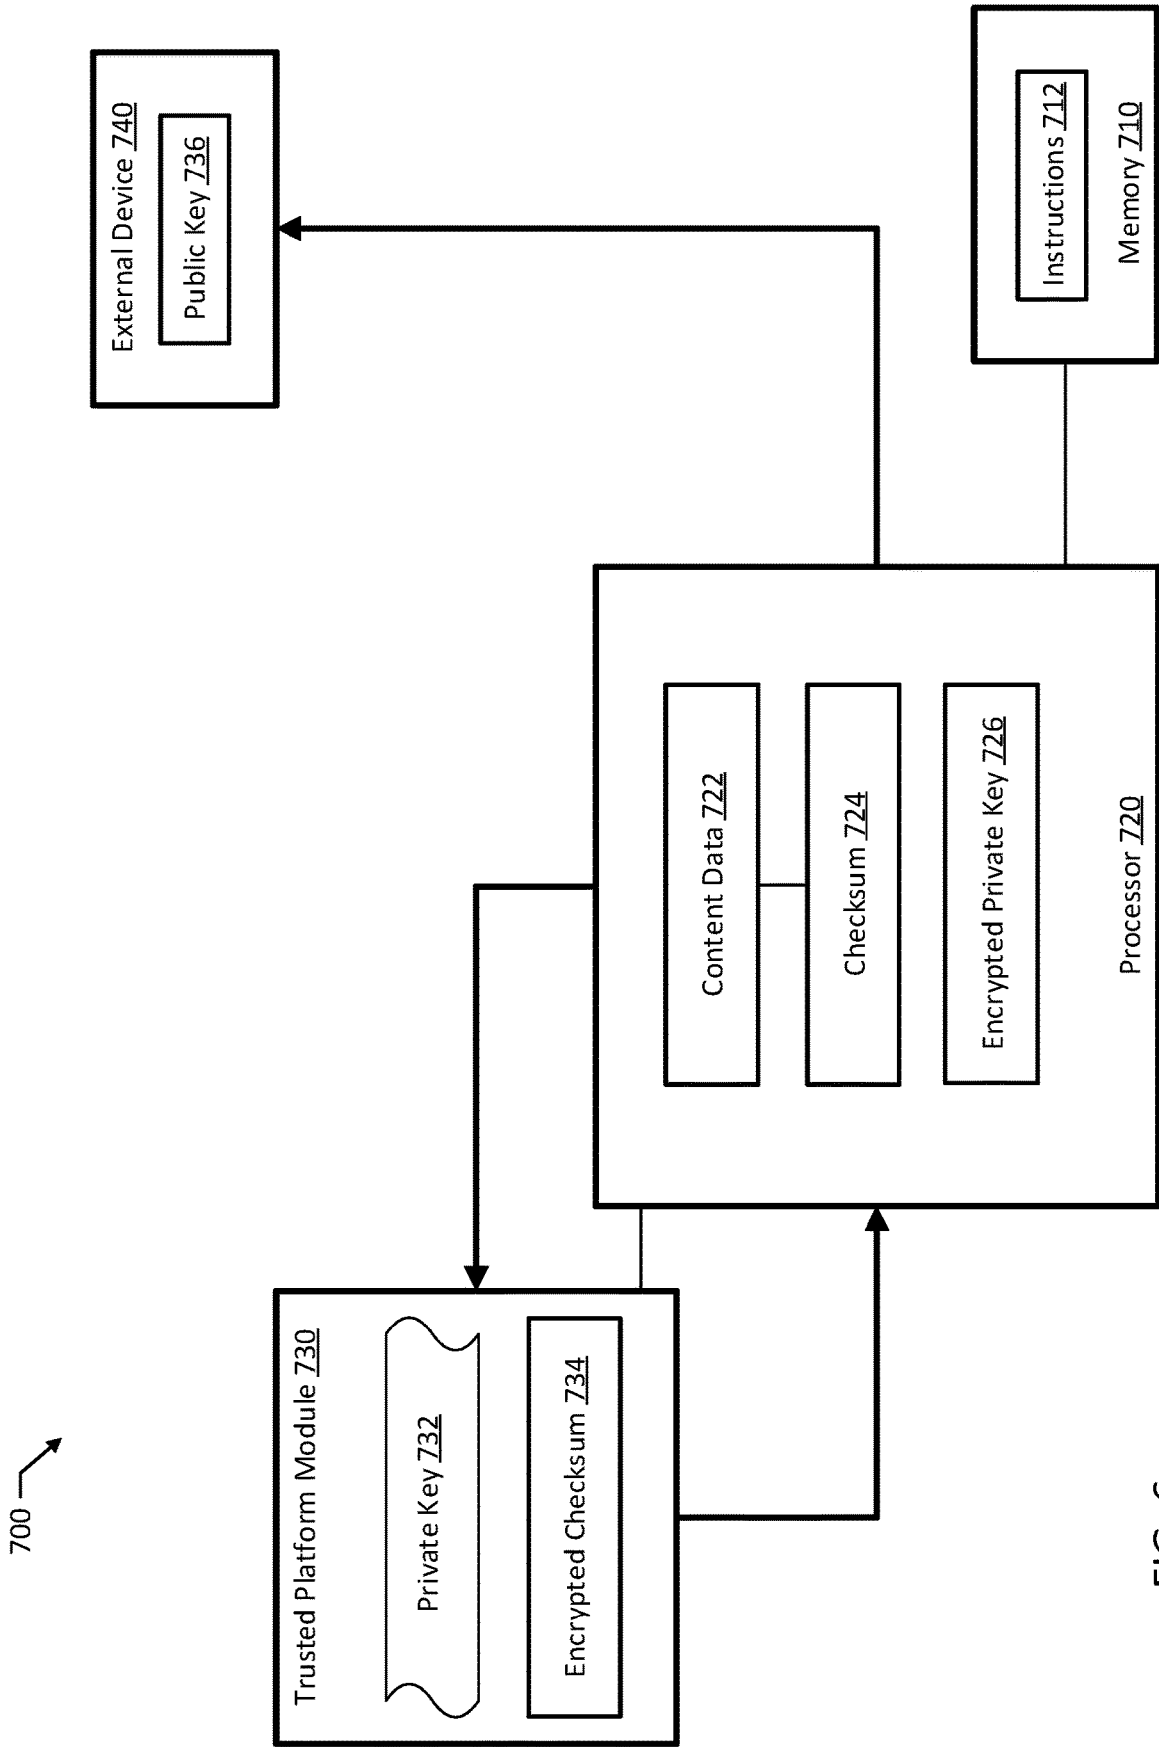 700
External Device 740
Public Key 736
Trusted Platform Module 730
Private Key 732
Encrypted Checksum 734
Content Data 722
Checksum 724
Encrypted Private Key 726
Processor 720
Instructions 712
Memory 710
FIG.